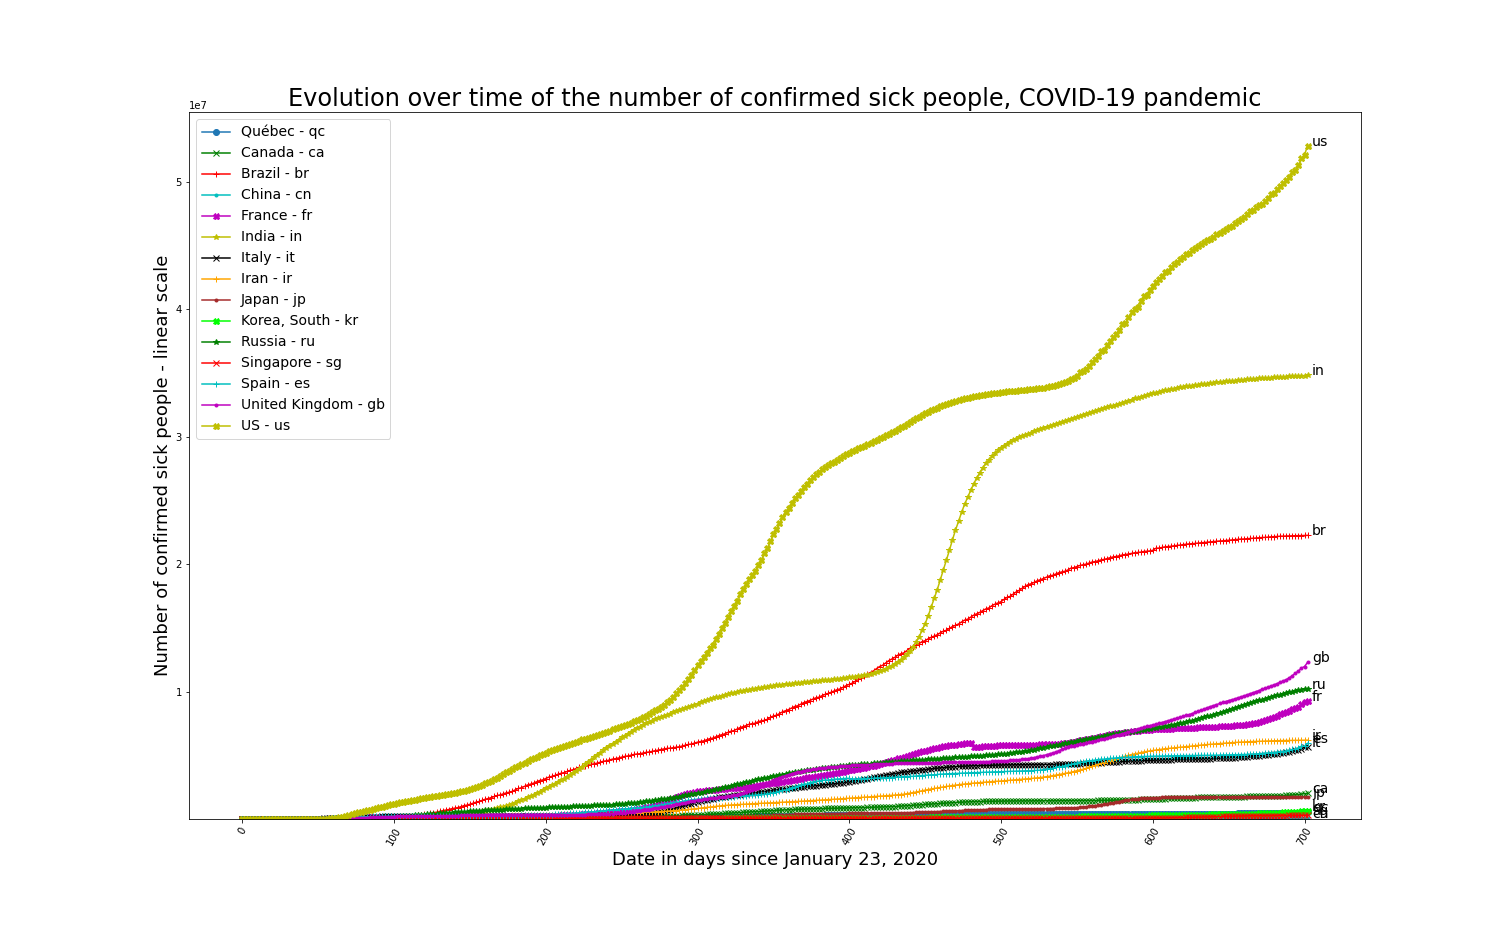 Evolution over time of the number of confirmed sick people, COVID-19 pandemic
1e7
Québec - qc
Canada - ca
Brazil - br
China - cn
France - fr
India - in
Italy - it
Iran - ir
Japan - jp
Korea, South - kr
Russia - ru
Singapore - sg
Spain - es
United Kingdom - gb
US - us
Number of confirmed sick people - linear scale
5
4
3
2
1
us
in
br
gb
ru
fr
es
it
ca
jp
0
100
200
300
400
500
600
700
Date in days since January 23, 2020